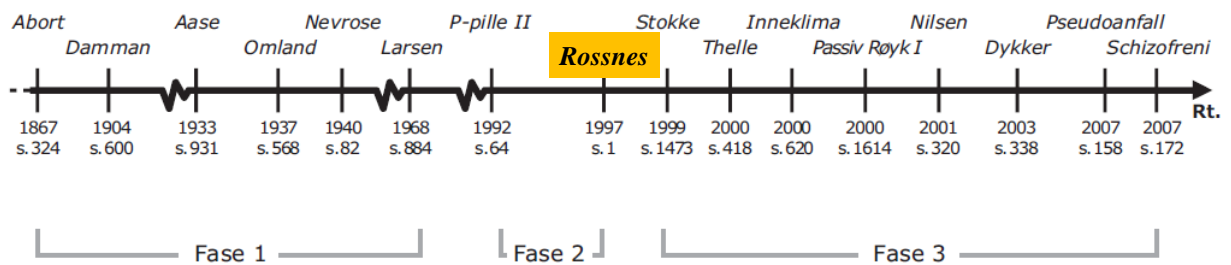 Abort Aase Nevrose P-pille II Stokke Inneklima Nilsen Pseudoanfall
Damman Omland Larsen Rossnes Thelle Passiv Røyk I Dykker Schizofreni
Rt.
1867 1904 1933 1937 1940 1968 1992 1997 1999 2000 2000 2000 2001 2003 2007 2007
s.324 s.600 s.931 s.568 s.82 s.884 s.64 s.1 s.1473 s.418 s.620 s.1614 s.320 s.338 s.158 s.172
Fase 1 Fase 2 Fase 3